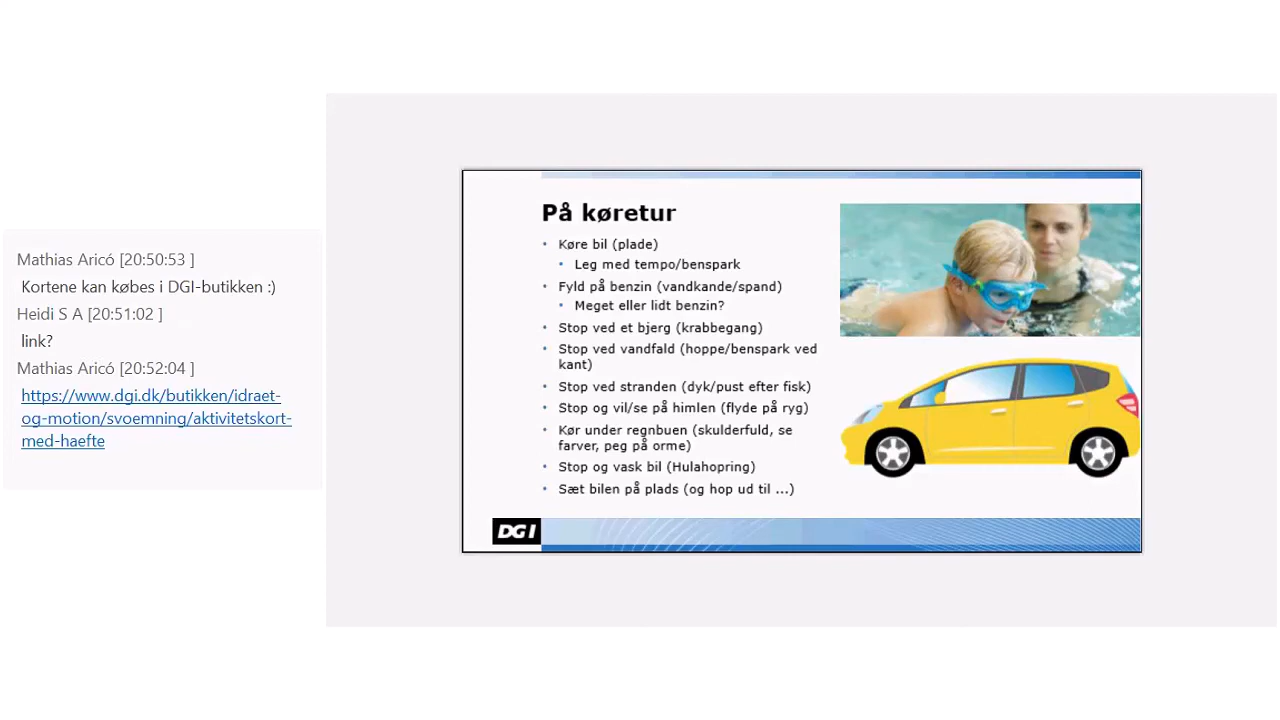 Mathias Aricó [20:50:53 ]
Kortene kan købes i DGI-butikken :)
Heidi S A [20:51:02 ]
link?
Mathias Aricó [20:52:04 ]
https://www.dgi.dk/butikken/idraet-
og-motion/svoemning/aktivitetskort-
med-haefte
På køretur
• Køre bil (plade)
• Leg med tempo/benspark
• Fyld på benzin (vandkande/spand)
• Meget eller lidt benzin?
• Stop ved et bjerg (krabbegang)
• Stop ved vandfald (hoppe/benspark ved
kant)
• Stop ved stranden (dyk/pust efter fisk)
• Stop og vil/se på himlen (flyde på ryg)
• Kør under regnbuen (skulderfuld, se
farver, peg på orme)
• Stop og vask bil (Hulahopring)
• Sæt bilen på plads (og hop ud til ...)
DGI